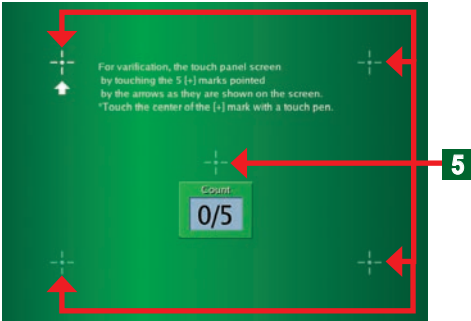 For varification, the touch panel screen
by touching the 5 [+] marks pointed
by the arrows as they are shown on the screen.
*Touch the center of the [+] mark with a touch pen.
5
Count
0/5